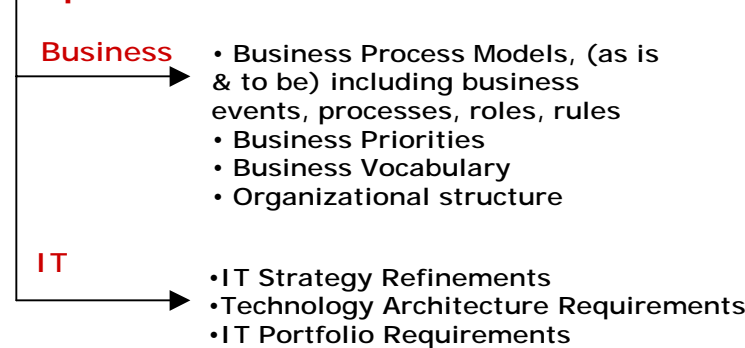 Business
• Business Process Models, (as is
& to be) including business
events, processes, roles, rules
• Business Priorities
• Business Vocabulary
• Organizational structure
IT
•IT Strategy Refinements
•Technology Architecture Requirements
•IT Portfolio Requirements